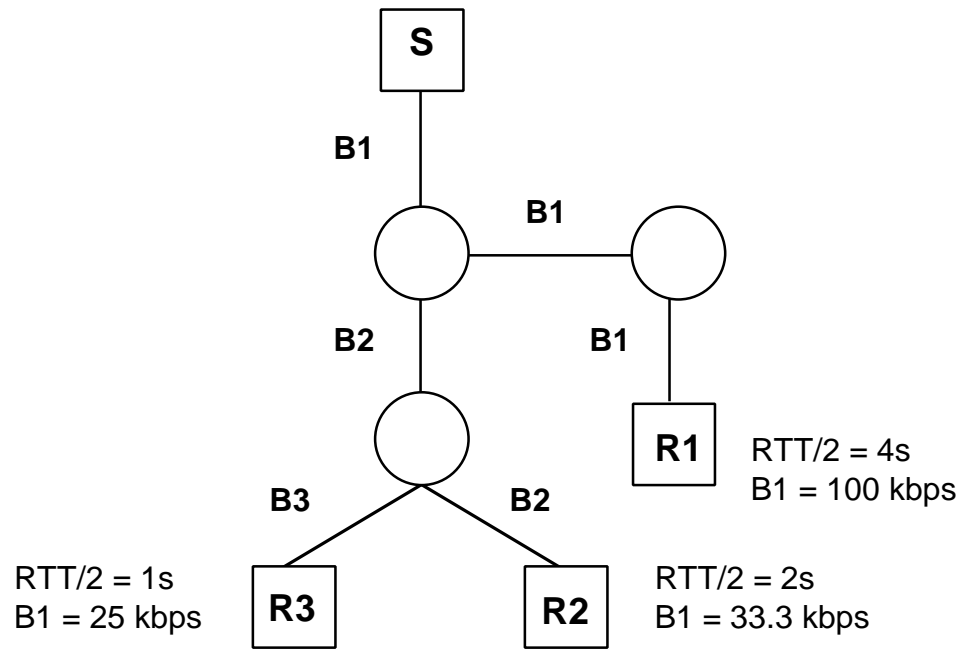 S
B1
B1
B2
B1
R1
RTT/2 = 4s
B1 = 100 kbps
B3
B2
RTT/2 = 1s
B1 = 25 kbps
R3
R2
RTT/2 = 2s
B1 = 33.3 kbps